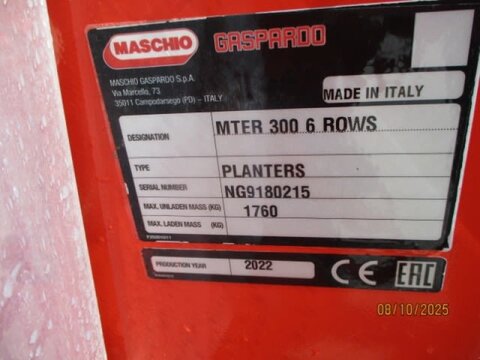 MASCHIO GASPARDO
MASCHIO GASPARDO S.p.A.
Via Marcello, 73
35011 Campodarsego (PD) - ITALY
MADE IN ITALY
DESIGNATION MTER 300 6 ROWS
TYPE PLANTERS
SERIAL NUMBER NG9180215
MAX. UNLADEN MASS (KG) 1760
MAX. LADEN MASS (KG)
PRODUCTION YEAR 2022 CE EAC
08/10/2025